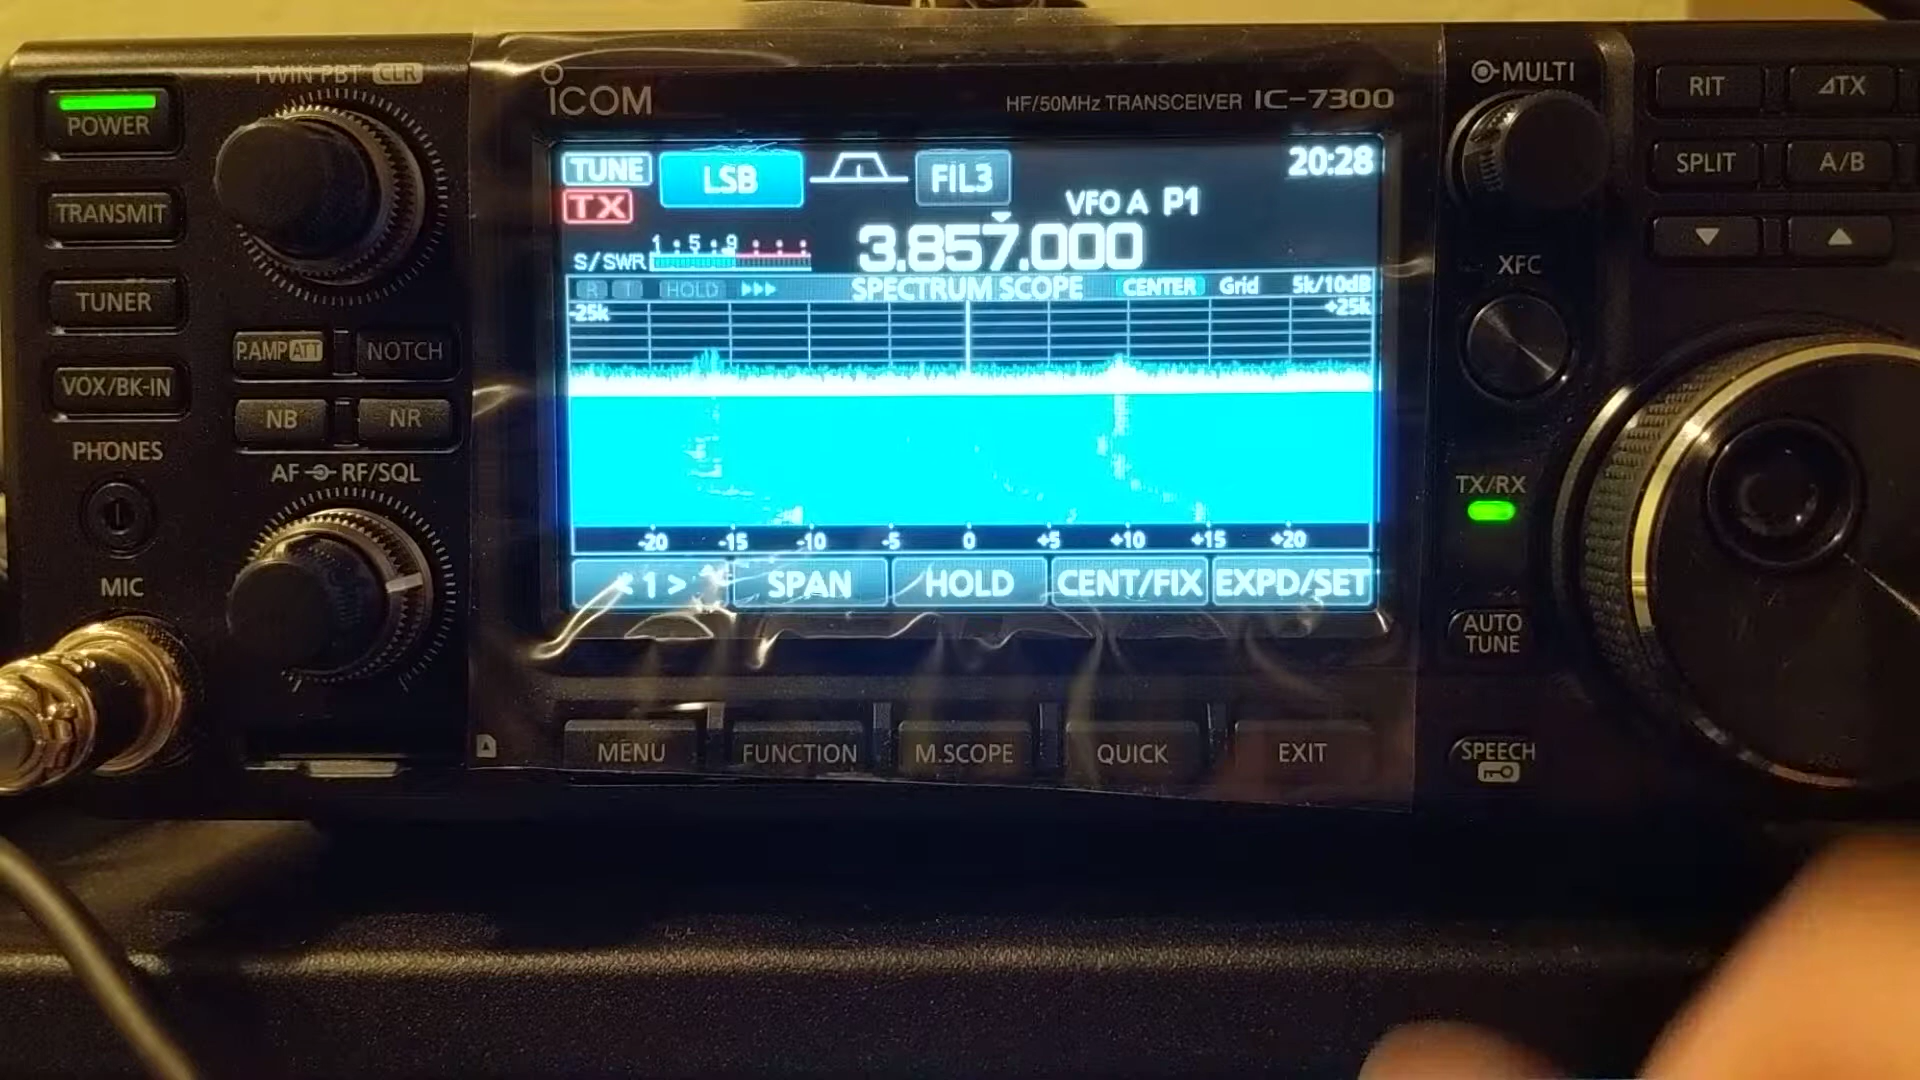 TWIN PBT CLR
POWER
TRANSMIT
TUNER
VOX/BK-IN
PHONES
MIC
P.AMP ATT
NOTCH
NB
NR
AF RF/SQL
ICOM
HF/50MHz TRANSCEIVER IC-7300
TUNE
LSB
FIL3
20:28
TX
VFO A P1
1 5 9
S/SWR
3.857.000
R T HOLD
SPECTRUM SCOPE
CENTER
Grid
5k/10dB
-25k
+25k
-20 -15 -10 -5 0 +5 +10 +15 +20
< 1 >
SPAN
HOLD
CENT/FIX
EXPD/SET
MENU
FUNCTION
M.SCOPE
QUICK
EXIT
MULTI
XFC
TX/RX
AUTO
TUNE
SPEECH
RIT
ΔTX
SPLIT
A/B